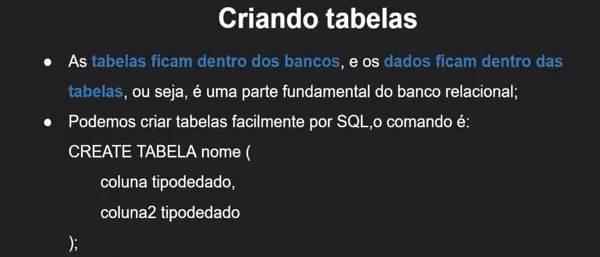 Criando tabelas
● As tabelas ficam dentro dos bancos, e os dados ficam dentro das
tabelas, ou seja, é uma parte fundamental do banco relacional;
● Podemos criar tabelas facilmente por SQL,o comando é:
CREATE TABELA nome (
coluna tipodedado,
coluna2 tipodedado
);